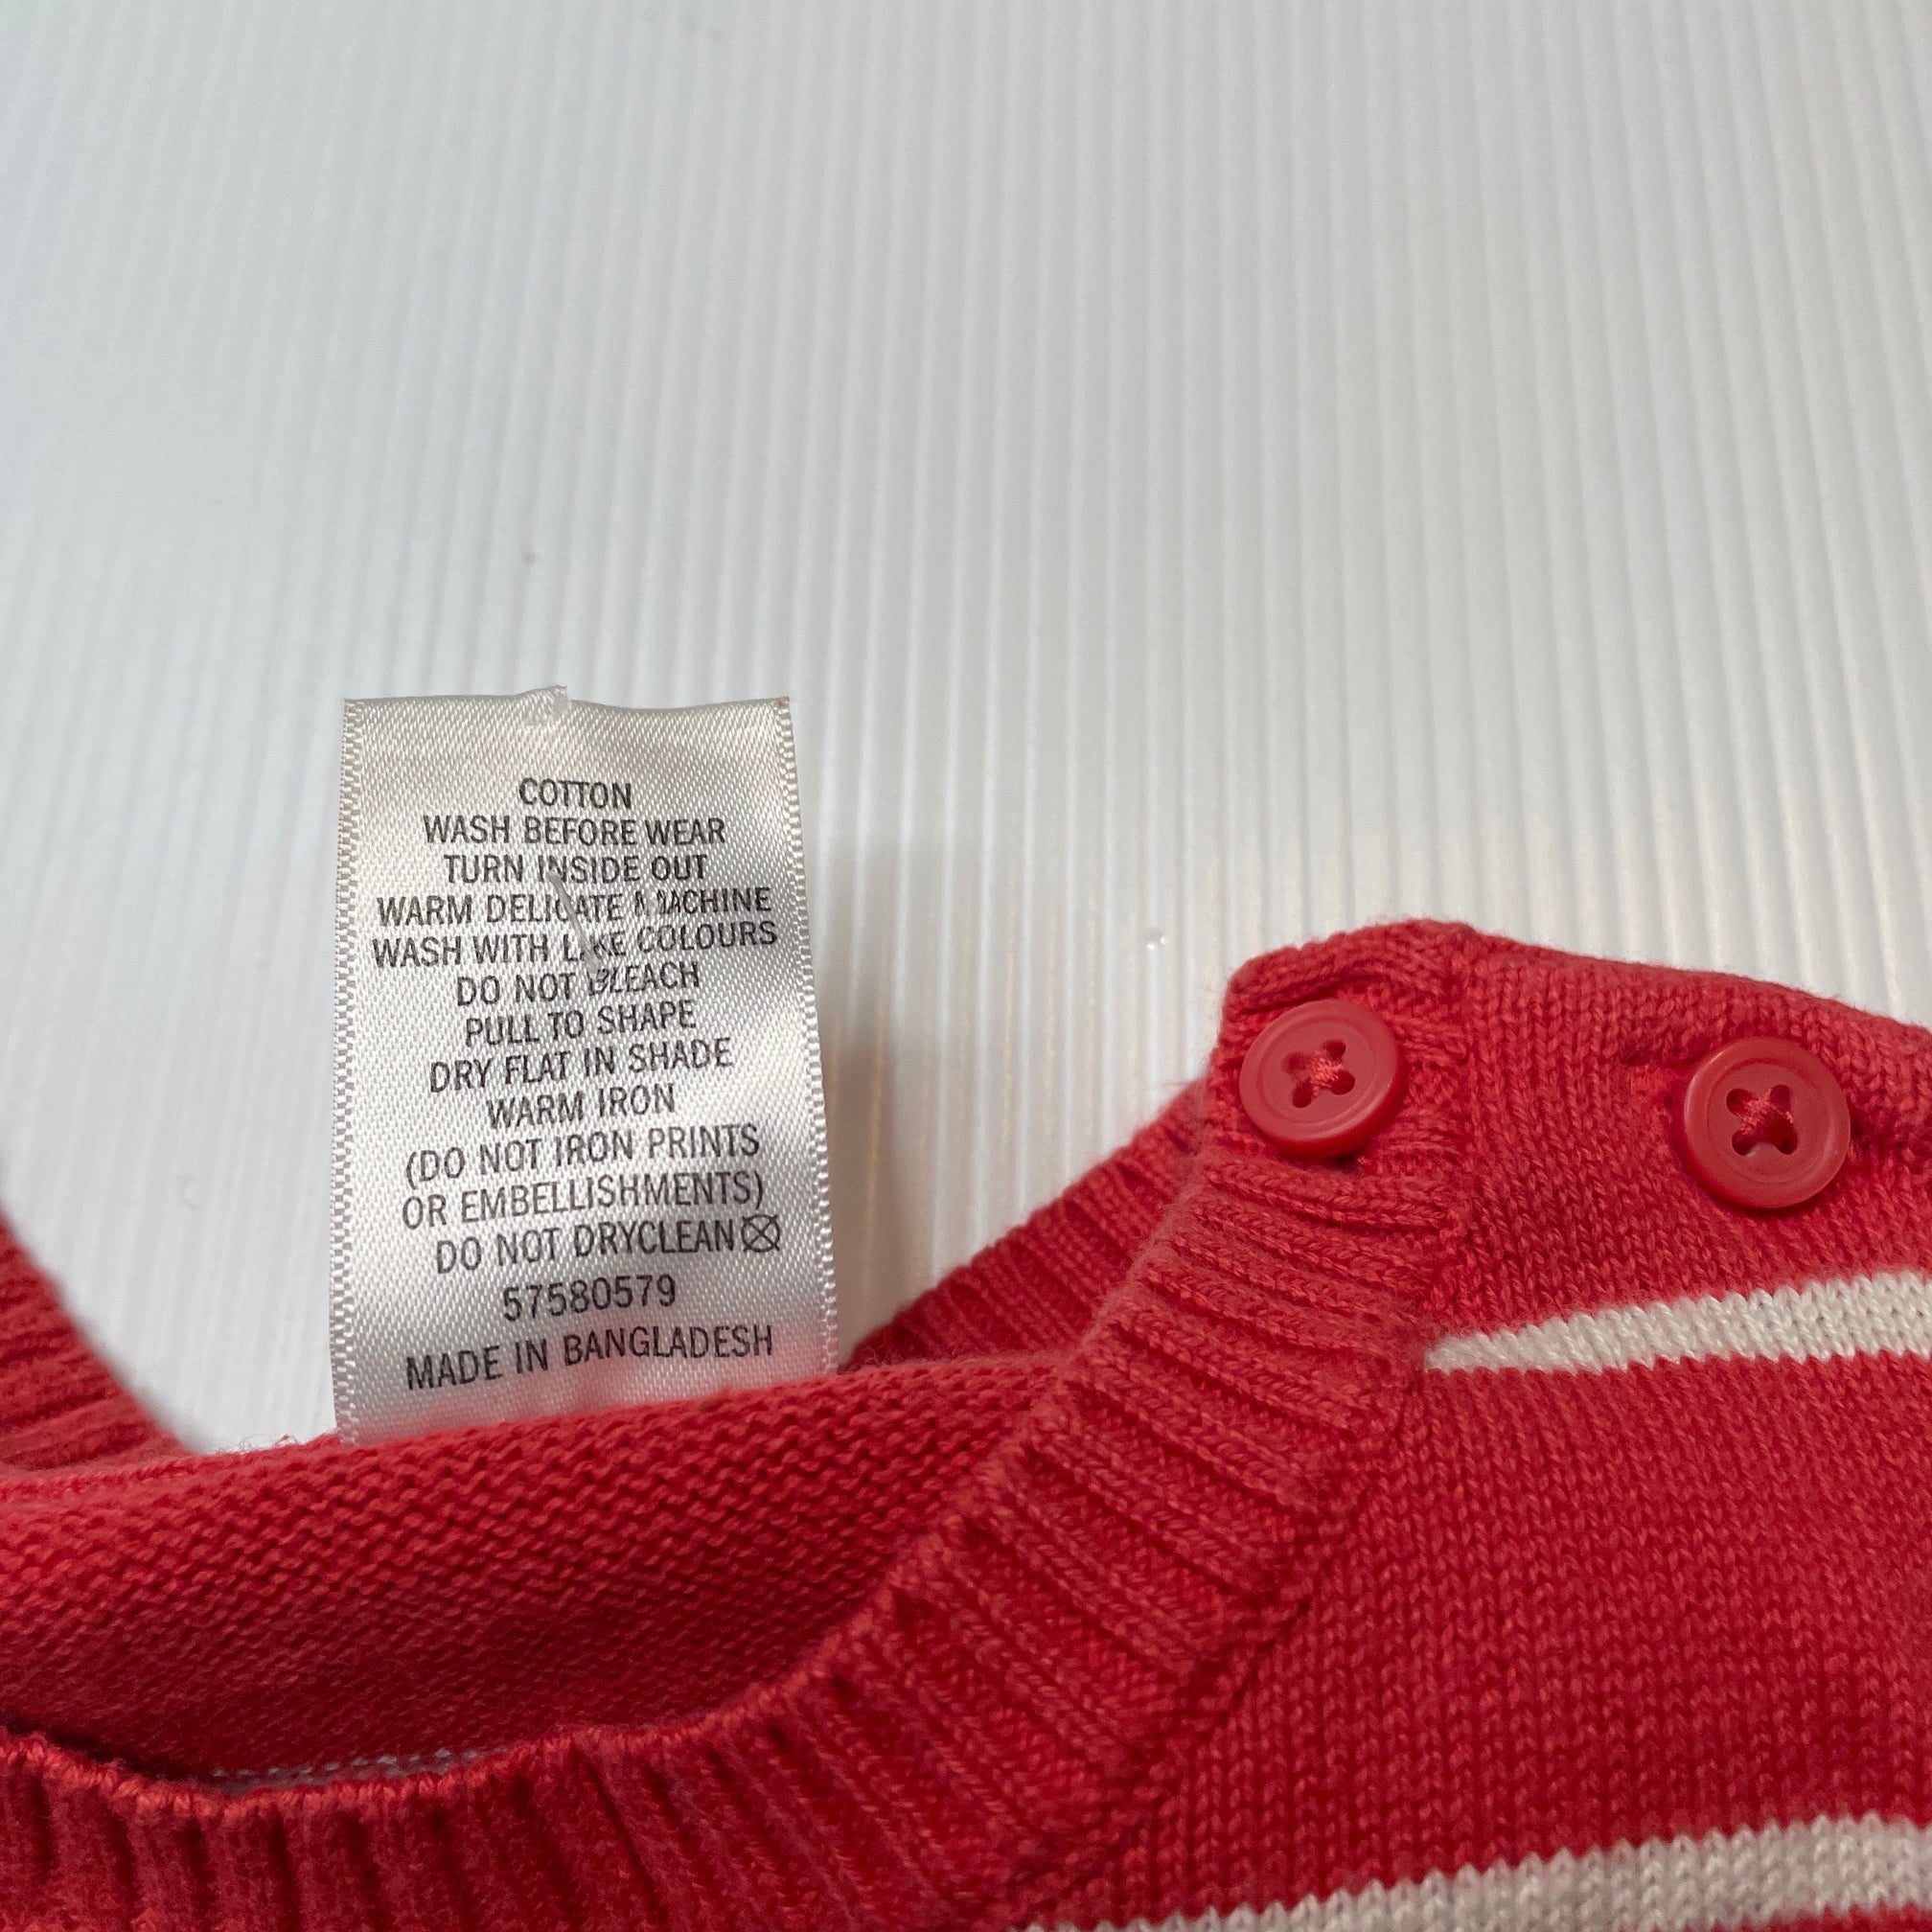 COTTON
WASH BEFORE WEAR
TURN INSIDE OUT
WARM DELICATE MACHINE
WASH WITH LIKE COLOURS
DO NOT BLEACH
PULL TO SHAPE
DRY FLAT IN SHADE
WARM IRON
(DO NOT IRON PRINTS
OR EMBELLISHMENTS)
DO NOT DRYCLEAN
57580579
MADE IN BANGLADESH